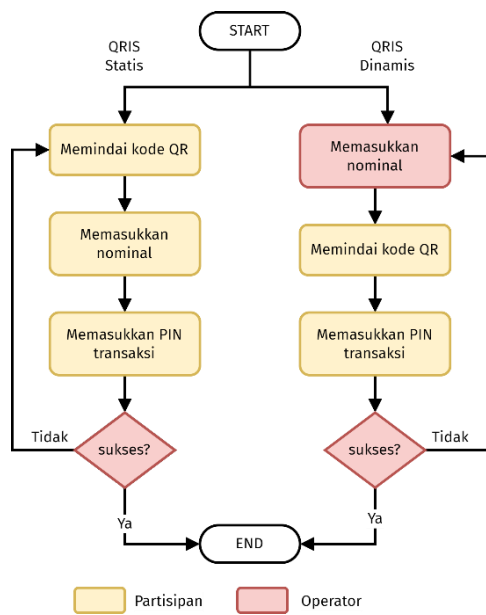 START
QRIS
Statis
QRIS
Dinamis
Memindai kode QR
Memasukkan
nominal
Memasukkan
nominal
Memindai kode QR
Memasukkan PIN
transaksi
Memasukkan PIN
transaksi
Tidak
sukses?
sukses?
Tidak
Ya
Ya
END
Partisipan
Operator